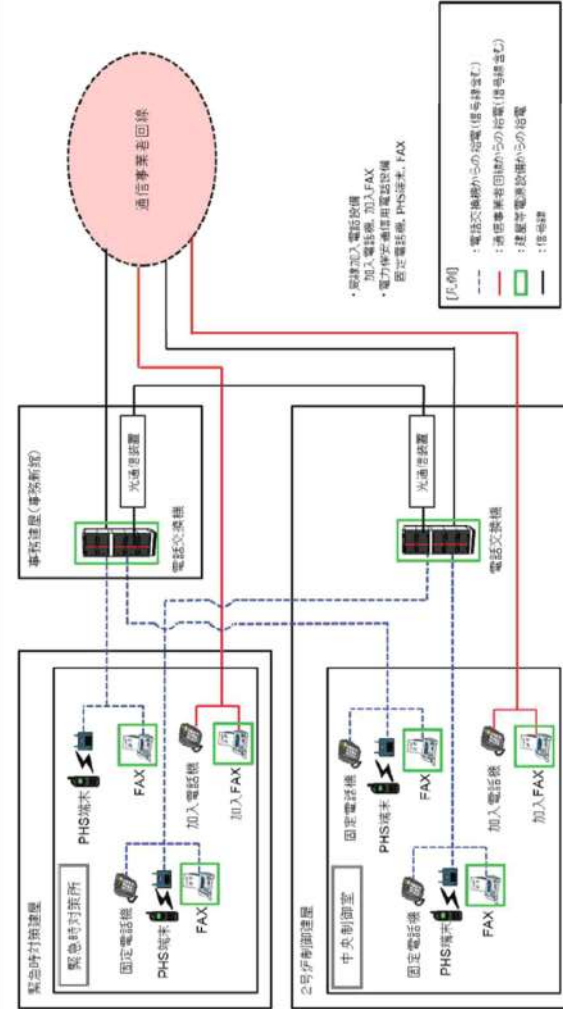 緊急時対策建屋
緊急時対策所
固定電話機
PHS端末
FAX
PHS端末
FAX
加入電話機
加入FAX
事務建屋(事務新館)
電話交換機
光通信装置
通信事業者回線
2号炉制御建屋
中央制御室
固定電話機
PHS端末
FAX
固定電話機
PHS端末
FAX
加入電話機
加入FAX
電話交換機
光通信装置
・局線加入電話設備
加入電話機, 加入FAX
・電力保安通信用電話設備
固定電話機, PHS端末, FAX
[凡例]
:電話交換機からの給電(信号線含む)
:通信事業者回線からの給電(信号線含む)
:建屋等電源設備からの給電
:信号線